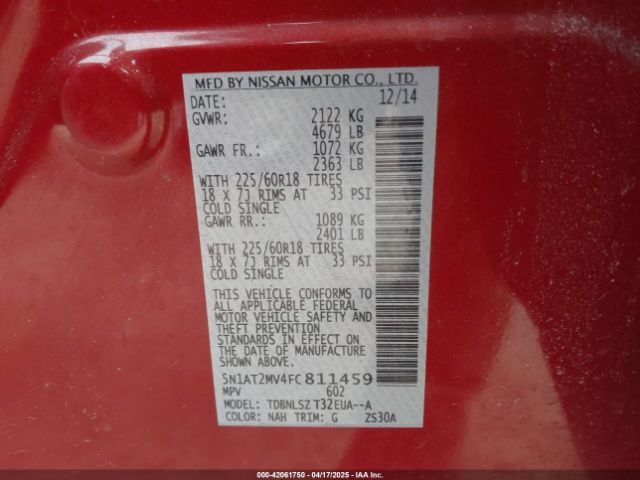 MFD BY NISSAN MOTOR CO., LTD.
DATE: 12/14
GVWR: 2122 KG
4679 LB
GAWR FR.: 1072 KG
2363 LB
WITH 225/60R18 TIRES
18 X 7J RIMS AT 33 PSI
COLD SINGLE
GAWR RR.: 1089 KG
2401 LB
WITH 225/60R18 TIRES
18 X 7J RIMS AT 33 PSI
COLD SINGLE
THIS VEHICLE CONFORMS TO
ALL APPLICABLE FEDERAL
MOTOR VEHICLE SAFETY AND
THEFT PREVENTION
STANDARDS IN EFFECT ON
THE DATE OF MANUFACTURE
SHOWN ABOVE.
5N1AT2MV4FC811459
MPV 602
MODEL: TDBNLSZ T32EUA--A
COLOR: NAH TRIM: G ZS30A
000-42061750 - 04/17/2025 - IAA Inc.